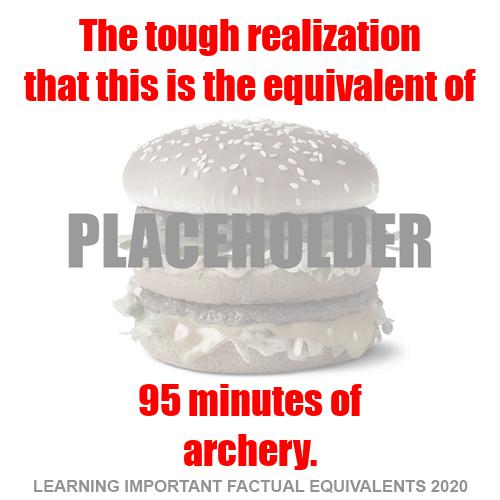 The tough realization
that this is the equivalent of
PLACEHOLDER
95 minutes of
archery.
LEARNING IMPORTANT FACTUAL EQUIVALENTS 2020